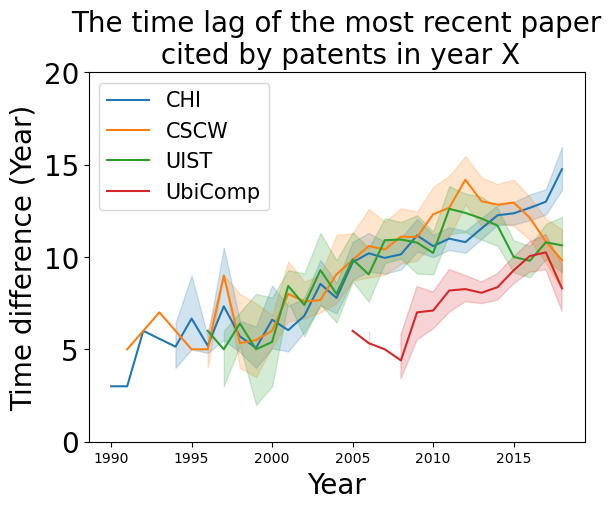 The time lag of the most recent paper
cited by patents in year X
20
15
10
5
0
Time difference (Year)
CHI
CSCW
UIST
UbiComp
1990
1995
2000
2005
2010
2015
Year